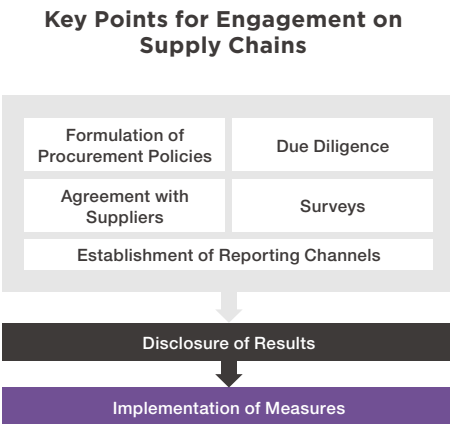 Key Points for Engagement on
Supply Chains
Formulation of
Procurement Policies
Due Diligence
Agreement with
Suppliers
Surveys
Establishment of Reporting Channels
Disclosure of Results
Implementation of Measures